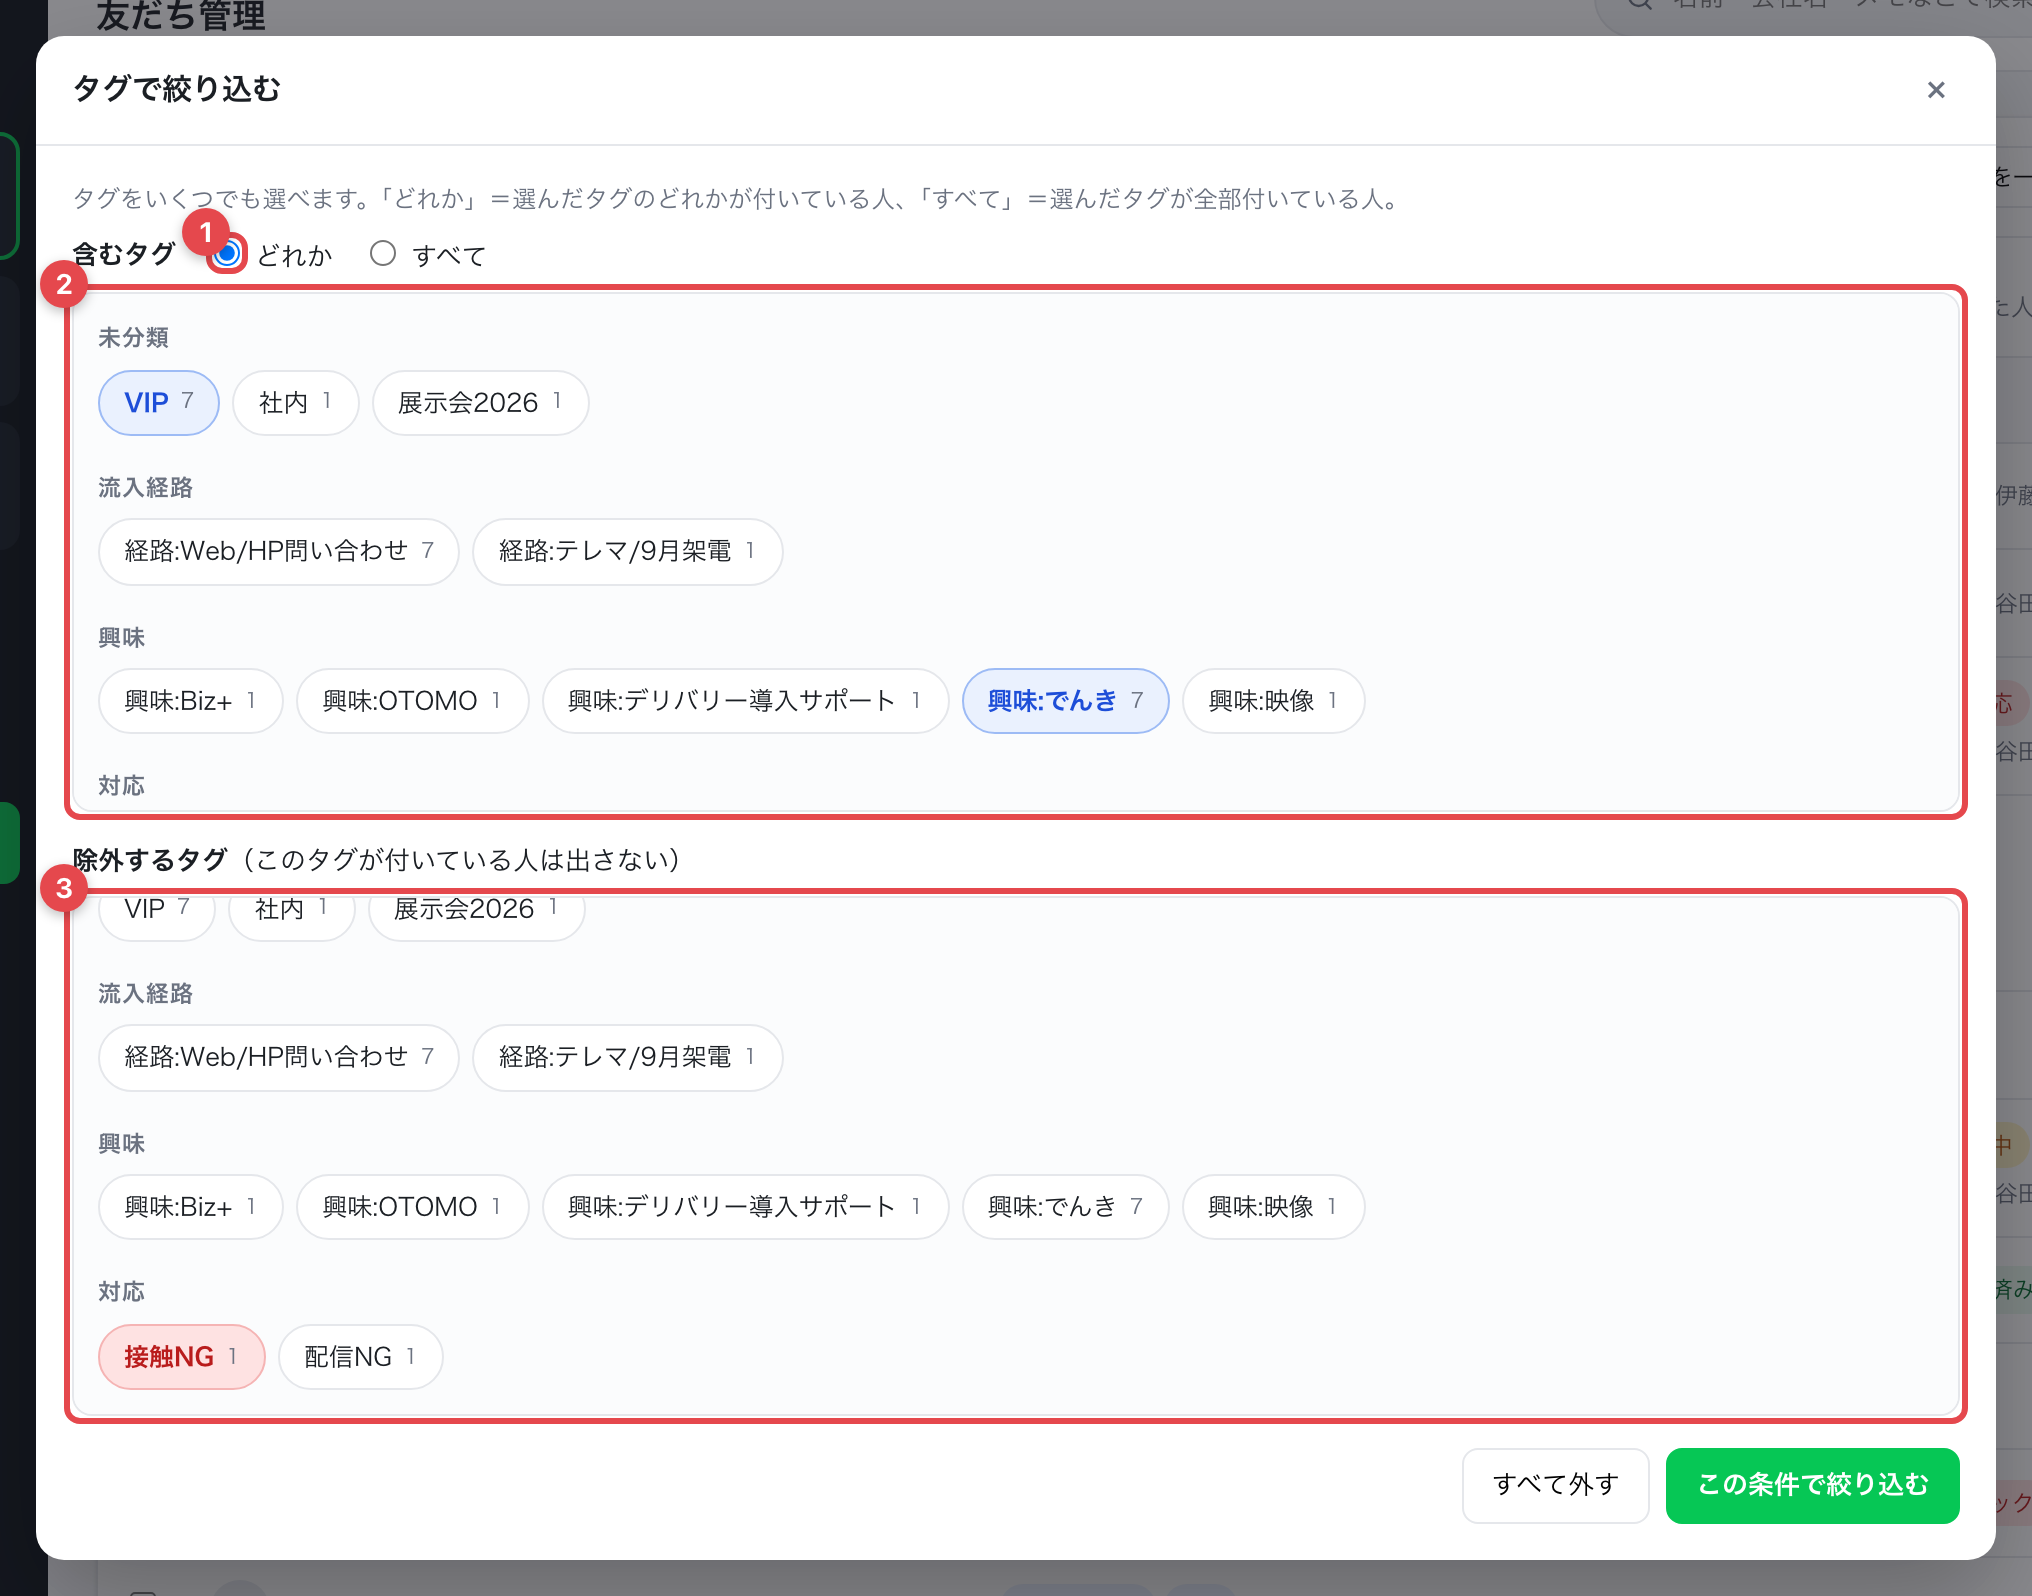 友だち管理
タグで絞り込む
×
タグをいくつでも選べます。「どれか」＝選んだタグのどれかが付いている人、「すべて」＝選んだタグが全部付いている人。
含むタグ 1 どれか すべて
2
未分類
VIP 7 社内 1 展示会2026 1
流入経路
経路:Web/HP問い合わせ 7 経路:テレマ/9月架電 1
興味
興味:Biz+ 1 興味:OTOMO 1 興味:デリバリー導入サポート 1 興味:でんき 7 興味:映像 1
対応
除外するタグ（このタグが付いている人は出さない）
3
VIP 7 社内 1 展示会2026 1
流入経路
経路:Web/HP問い合わせ 7 経路:テレマ/9月架電 1
興味
興味:Biz+ 1 興味:OTOMO 1 興味:デリバリー導入サポート 1 興味:でんき 7 興味:映像 1
対応
接触NG 1 配信NG 1
すべて外す この条件で絞り込む